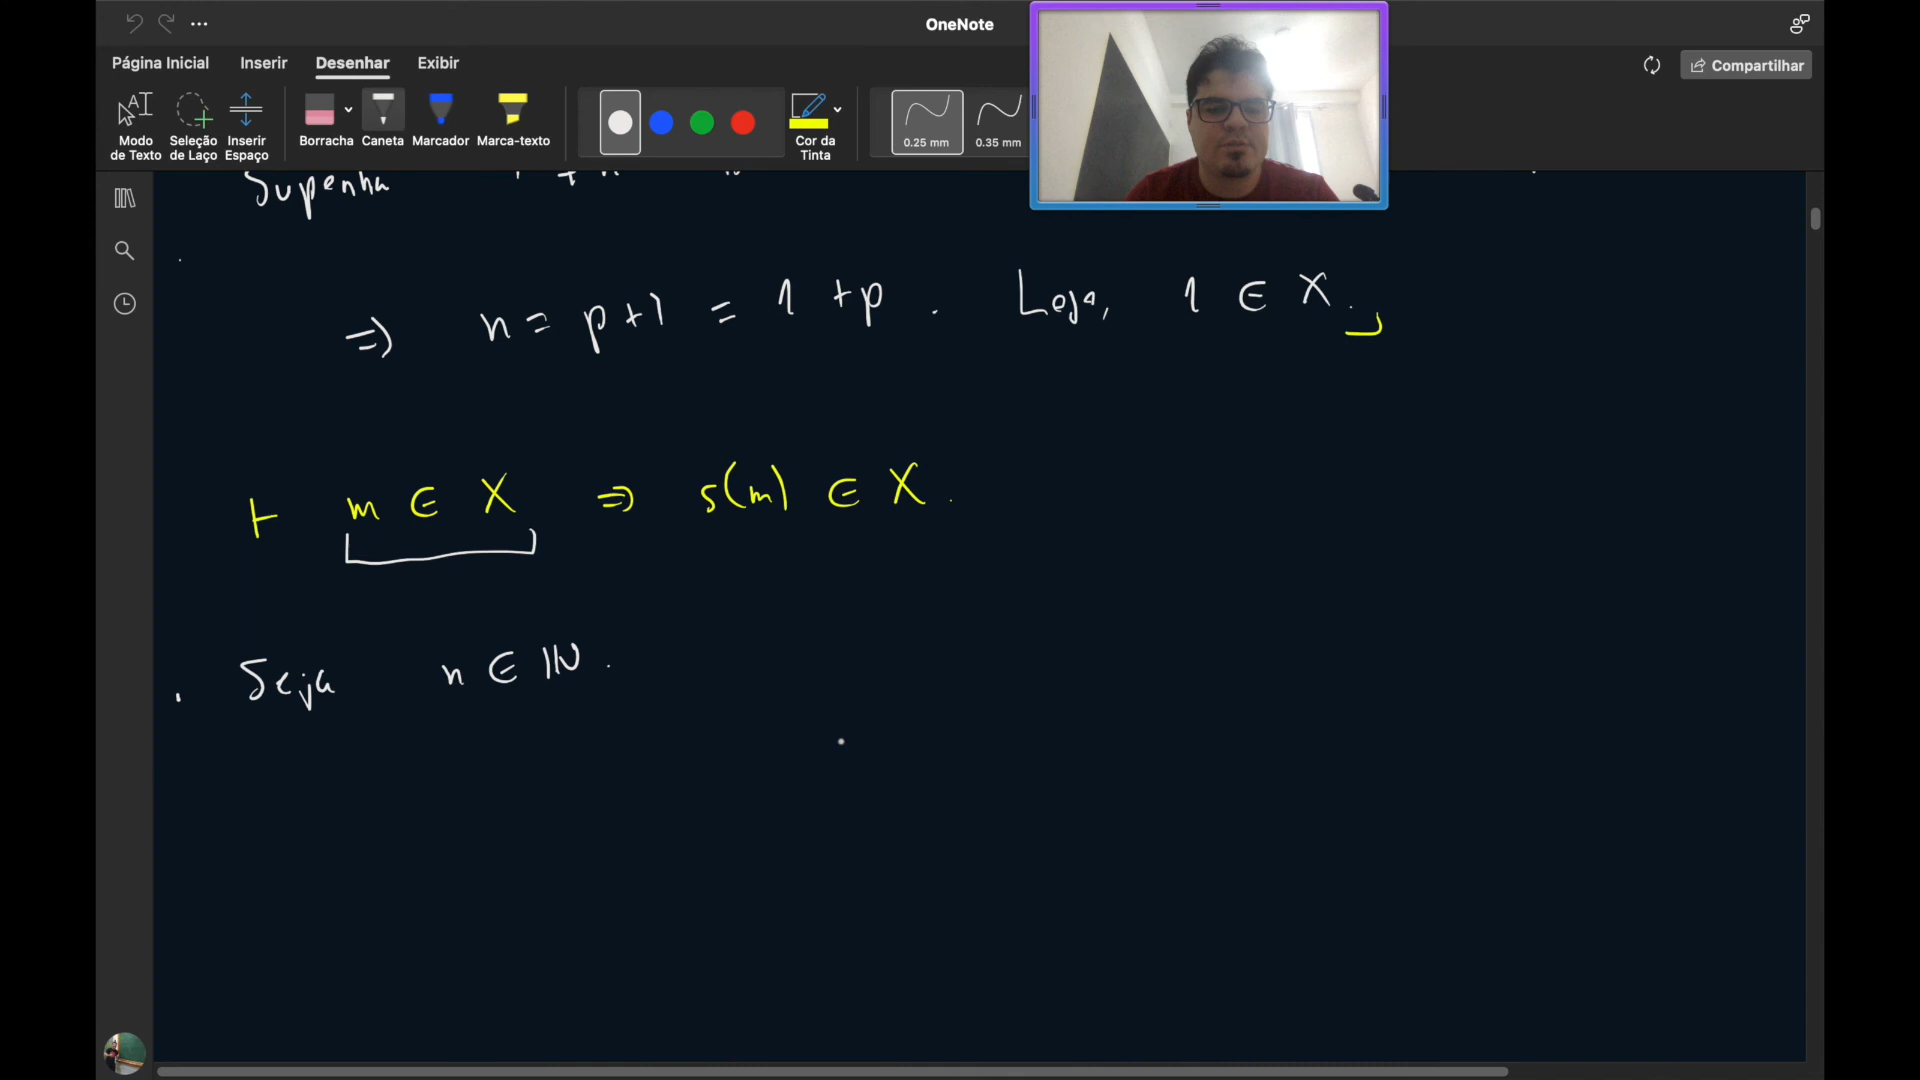 OneNote
Página Inicial Inserir Desenhar Exibir
Compartilhar
Modo de Texto Seleção de Laço Inserir Espaço Borracha Caneta Marcador Marca-texto Cor da Tinta 0.25 mm 0.35 mm
Suponha
=> n = p+1 = 1 + p . Logo, 1 ∈ X.
⊢ m ∈ X => s(m) ∈ X .
. Seja n ∈ ℕ .